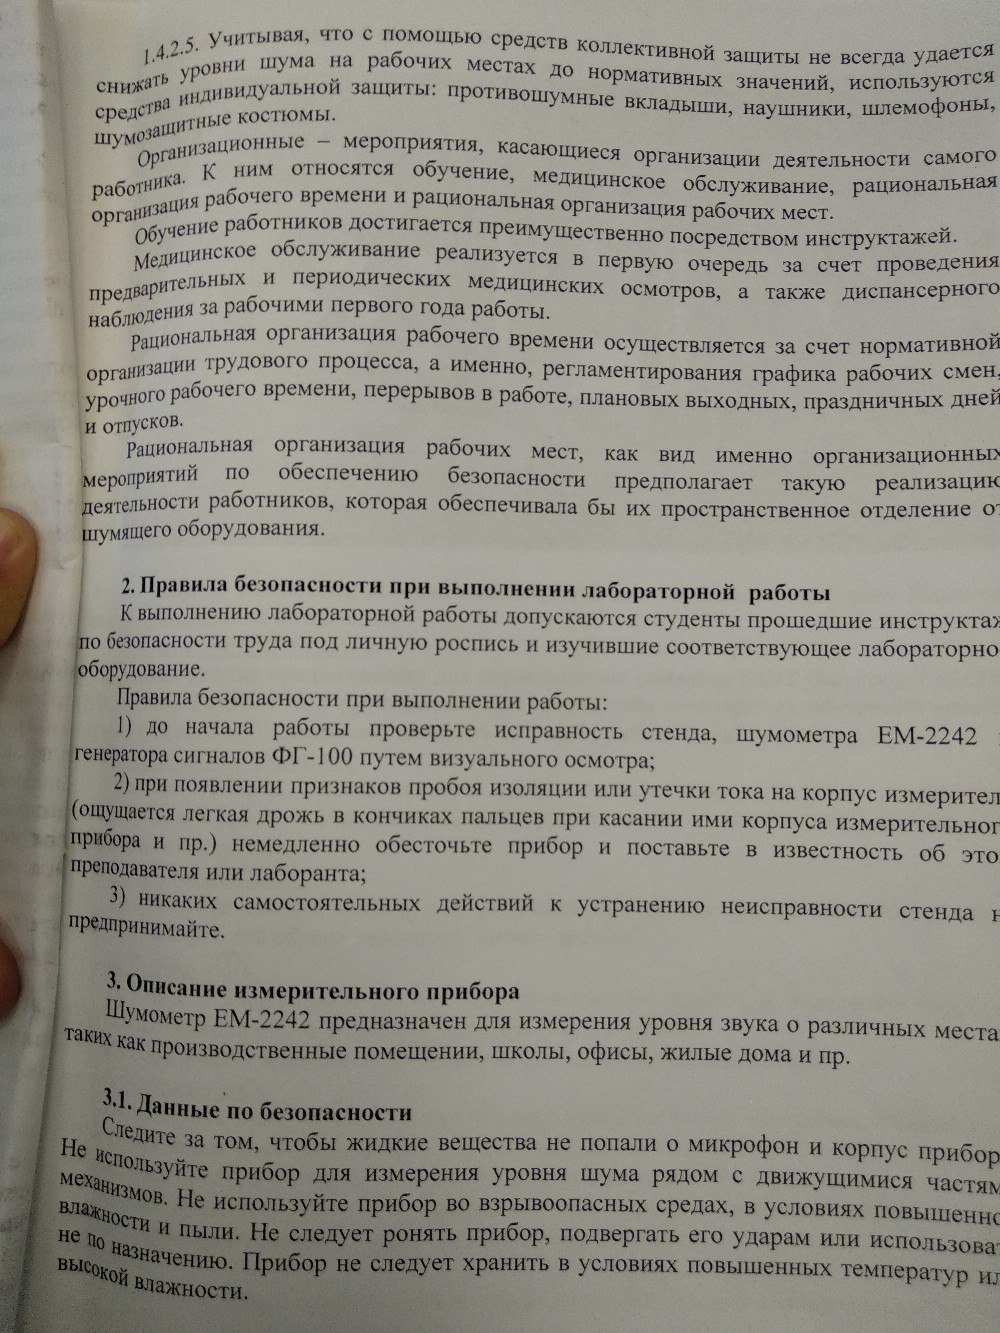 1.4.2.5. Учитывая, что с помощью средств коллективной защиты не всегда удается
снижать уровни шума на рабочих местах до нормативных значений, используются
средства индивидуальной защиты: противошумные вкладыши, наушники, шлемофоны,
шумозащитные костюмы.
Организационные – мероприятия, касающиеся организации деятельности самого
работника. К ним относятся обучение, медицинское обслуживание, рациональная
организация рабочего времени и рациональная организация рабочих мест.
Обучение работников достигается преимущественно посредством инструктажей.
Медицинское обслуживание реализуется в первую очередь за счет проведения
предварительных и периодических медицинских осмотров, а также диспансерного
наблюдения за рабочими первого года работы.
Рациональная организация рабочего времени осуществляется за счет нормативной
организации трудового процесса, а именно, регламентирования графика рабочих смен,
урочного рабочего времени, перерывов в работе, плановых выходных, праздничных дней
и отпусков.
Рациональная организация рабочих мест, как вид именно организационных
мероприятий по обеспечению безопасности предполагает такую реализацию
деятельности работников, которая обеспечивала бы их пространственное отделение от
шумящего оборудования.
2. Правила безопасности при выполнении лабораторной работы
К выполнению лабораторной работы допускаются студенты прошедшие инструктаж
по безопасности труда под личную роспись и изучившие соответствующее лабораторно
оборудование.
Правила безопасности при выполнении работы:
1) до начала работы проверьте исправность стенда, шумометра ЕМ-2242
генератора сигналов ФГ-100 путем визуального осмотра;
2) при появлении признаков пробоя изоляции или утечки тока на корпус измерител
(ощущается легкая дрожь в кончиках пальцев при касании ими корпуса измерительног
прибора и пр.) немедленно обесточьте прибор и поставьте в известность об это
преподавателя или лаборанта;
3) никаких самостоятельных действий к устранению неисправности стенда н
предпринимайте.
3. Описание измерительного прибора
Шумометр ЕМ-2242 предназначен для измерения уровня звука о различных места
таких как производственные помещении, школы, офисы, жилые дома и пр.
3.1. Данные по безопасности
Следите за том, чтобы жидкие вещества не попали о микрофон и корпус прибор
Не используйте прибор для измерения уровня шума рядом с движущимися частям
механизмов. Не используйте прибор во взрывоопасных средах, в условиях повышенно
влажности и пыли. Не следует ронять прибор, подвергать его ударам или использоват
не по назначению. Прибор не следует хранить в условиях повышенных температур ил
высокой влажности.